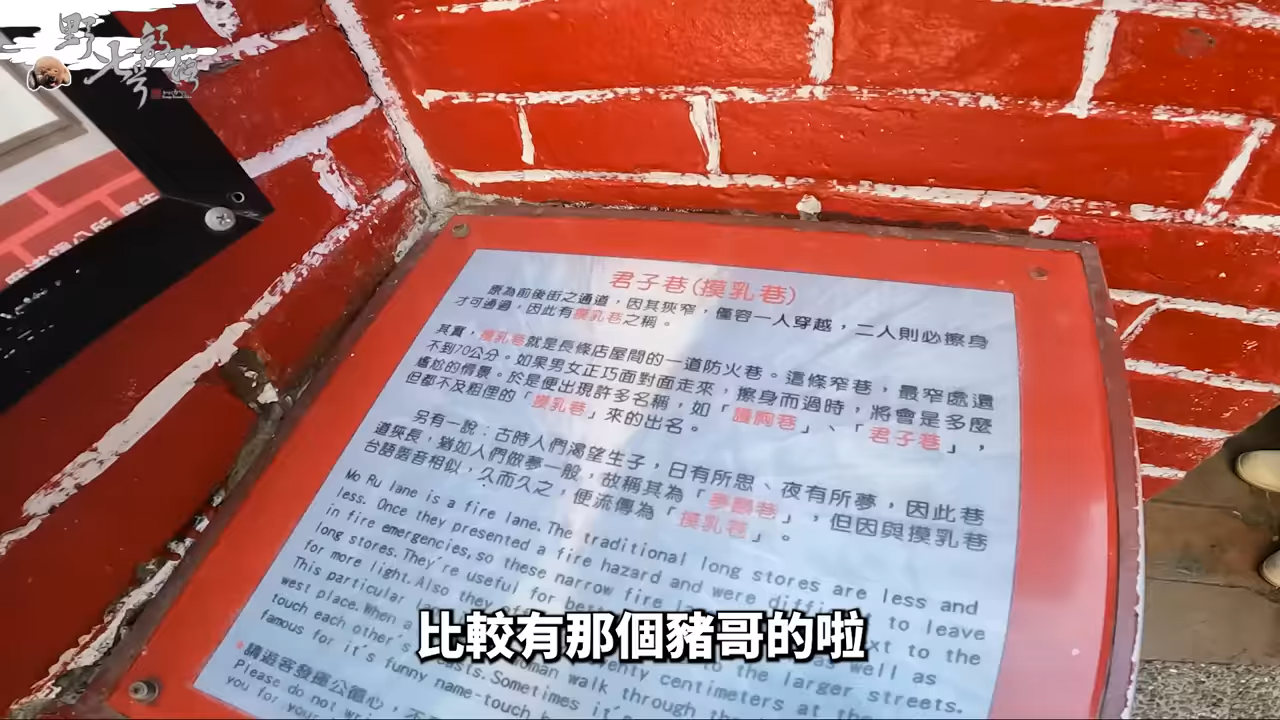 野
七哥
君子巷(摸乳巷)
原為前後街之通道，因其狹窄，僅容一人穿越，二人則必擦身
才可通過，因此有摸乳巷之稱。
其實，摸乳巷就是長條店屋間的一道防火巷。這條窄巷，最窄處還
不到70公分。如果男女正巧面對面走來，擦身而過時，將會是多麼
尷尬的情景。於是便出現許多名稱，如「護胸巷」、「君子巷」，
但都不及粗俚的「摸乳巷」來的出名。
另有一說：古時人們渴望生子，日有所思、夜有所夢，因此巷
道狹長，猶如人們做夢一般，故稱其為「夢麟巷」，但因與摸乳巷
台語諧音相似，久而久之，便流傳為「摸乳巷」。
Mo Ru lane is a fire lane. The traditional long stores are less and
less. Once they presented a fire hazard and were difficult to leave
in fire emergencies, so these narrow fire to the
long stores. They're useful for as well as
for more light. Also they to the larger streets.
This particular twenty centimeters at the
west place. When a woman walk through the
touch each other's breasts. Sometimes it's
famous for it's funny name-touch
*請遊客發揮公德心，不
Please do not wri
you for your
比較有那個豬哥的啦